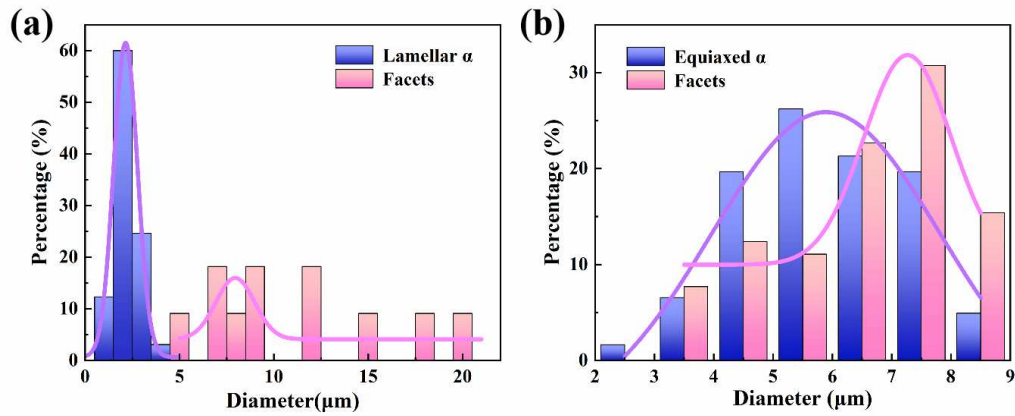 (a)
Percentage (%)
60
50
40
30
20
10
0
Lamellar α
Facets
0 5 10 15 20
Diameter(μm)
(b)
Percentage (%)
30
20
10
0
Equiaxed α
Facets
2 3 4 5 6 7 8 9
Diameter (μm)